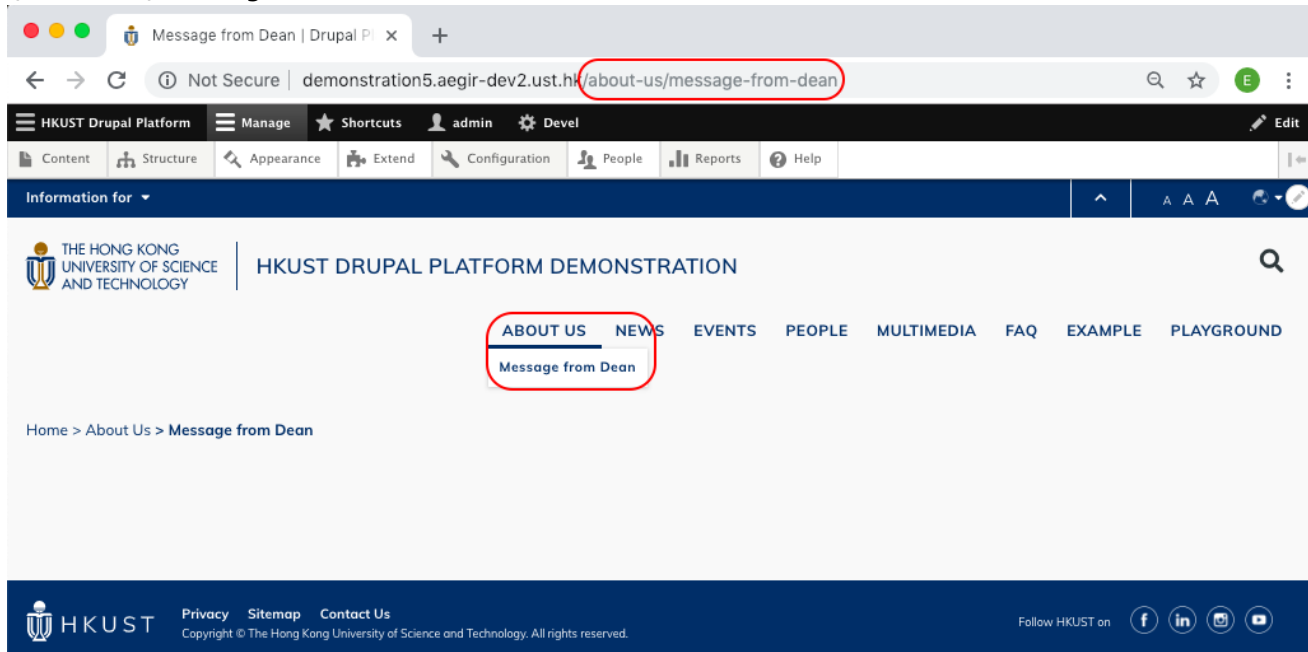 Message from Dean | Drupal Pl
Not Secure | demonstration5.aegir-dev2.ust.hk/about-us/message-from-dean E
HKUST Drupal Platform Manage Shortcuts admin Devel Edit
Content Structure Appearance Extend Configuration People Reports Help
Information for A A A
THE HONG KONG
UNIVERSITY OF SCIENCE
AND TECHNOLOGY
HKUST DRUPAL PLATFORM DEMONSTRATION
ABOUT US NEWS EVENTS PEOPLE MULTIMEDIA FAQ EXAMPLE PLAYGROUND
Message from Dean
Home > About Us > Message from Dean
HKUST
Privacy Sitemap Contact Us
Copyright © The Hong Kong University of Science and Technology. All rights reserved.
Follow HKUST on